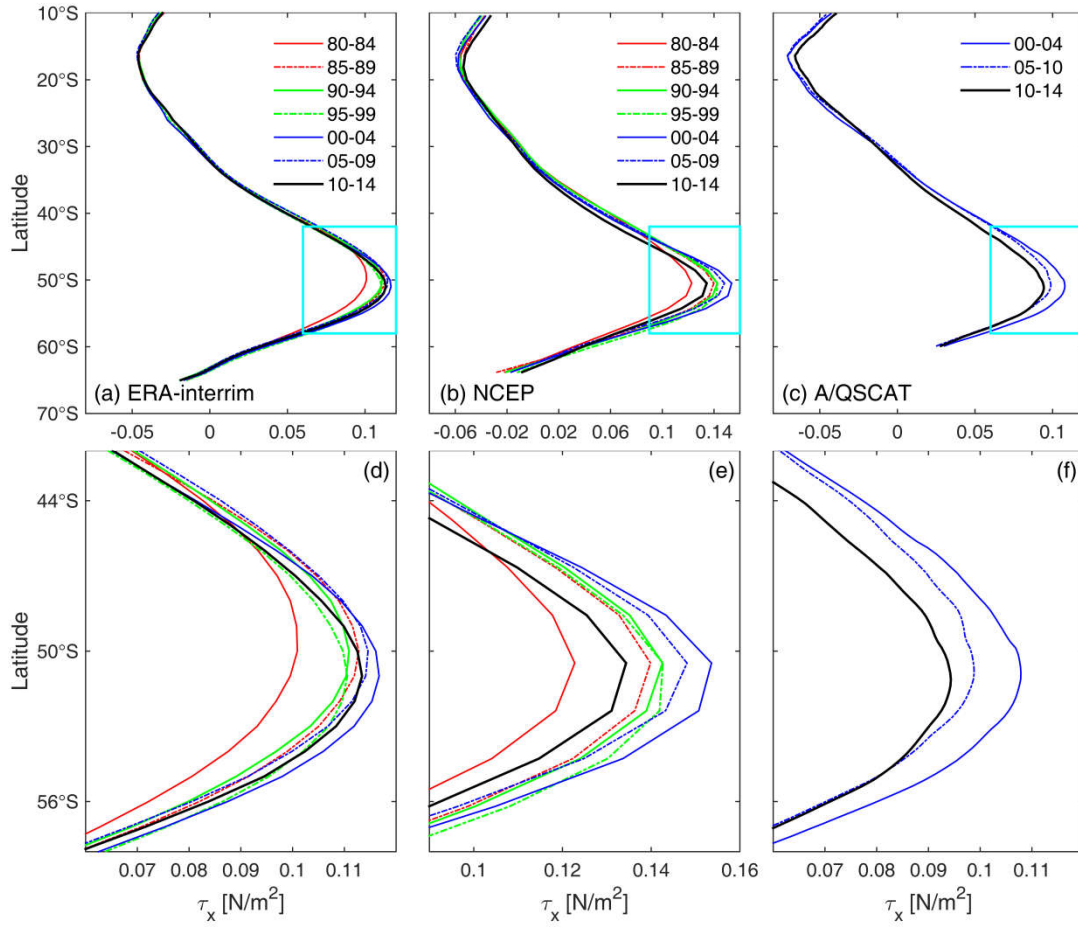 10°S
20°S
30°S
40°S
50°S
60°S
70°S
Latitude
80-84
85-89
90-94
95-99
00-04
05-09
10-14
(a) ERA-interrim
-0.05 0 0.05 0.1
80-84
85-89
90-94
95-99
00-04
05-09
10-14
(b) NCEP
-0.06 -0.02 0.02 0.06 0.1 0.14
00-04
05-10
10-14
(c) A/QSCAT
-0.05 0 0.05 0.1
(d)
44°S
50°S
56°S
Latitude
0.07 0.08 0.09 0.1 0.11
τx [N/m²]
(e)
0.1 0.12 0.14 0.16
τx [N/m²]
(f)
0.07 0.08 0.09 0.1 0.11
τx [N/m²]